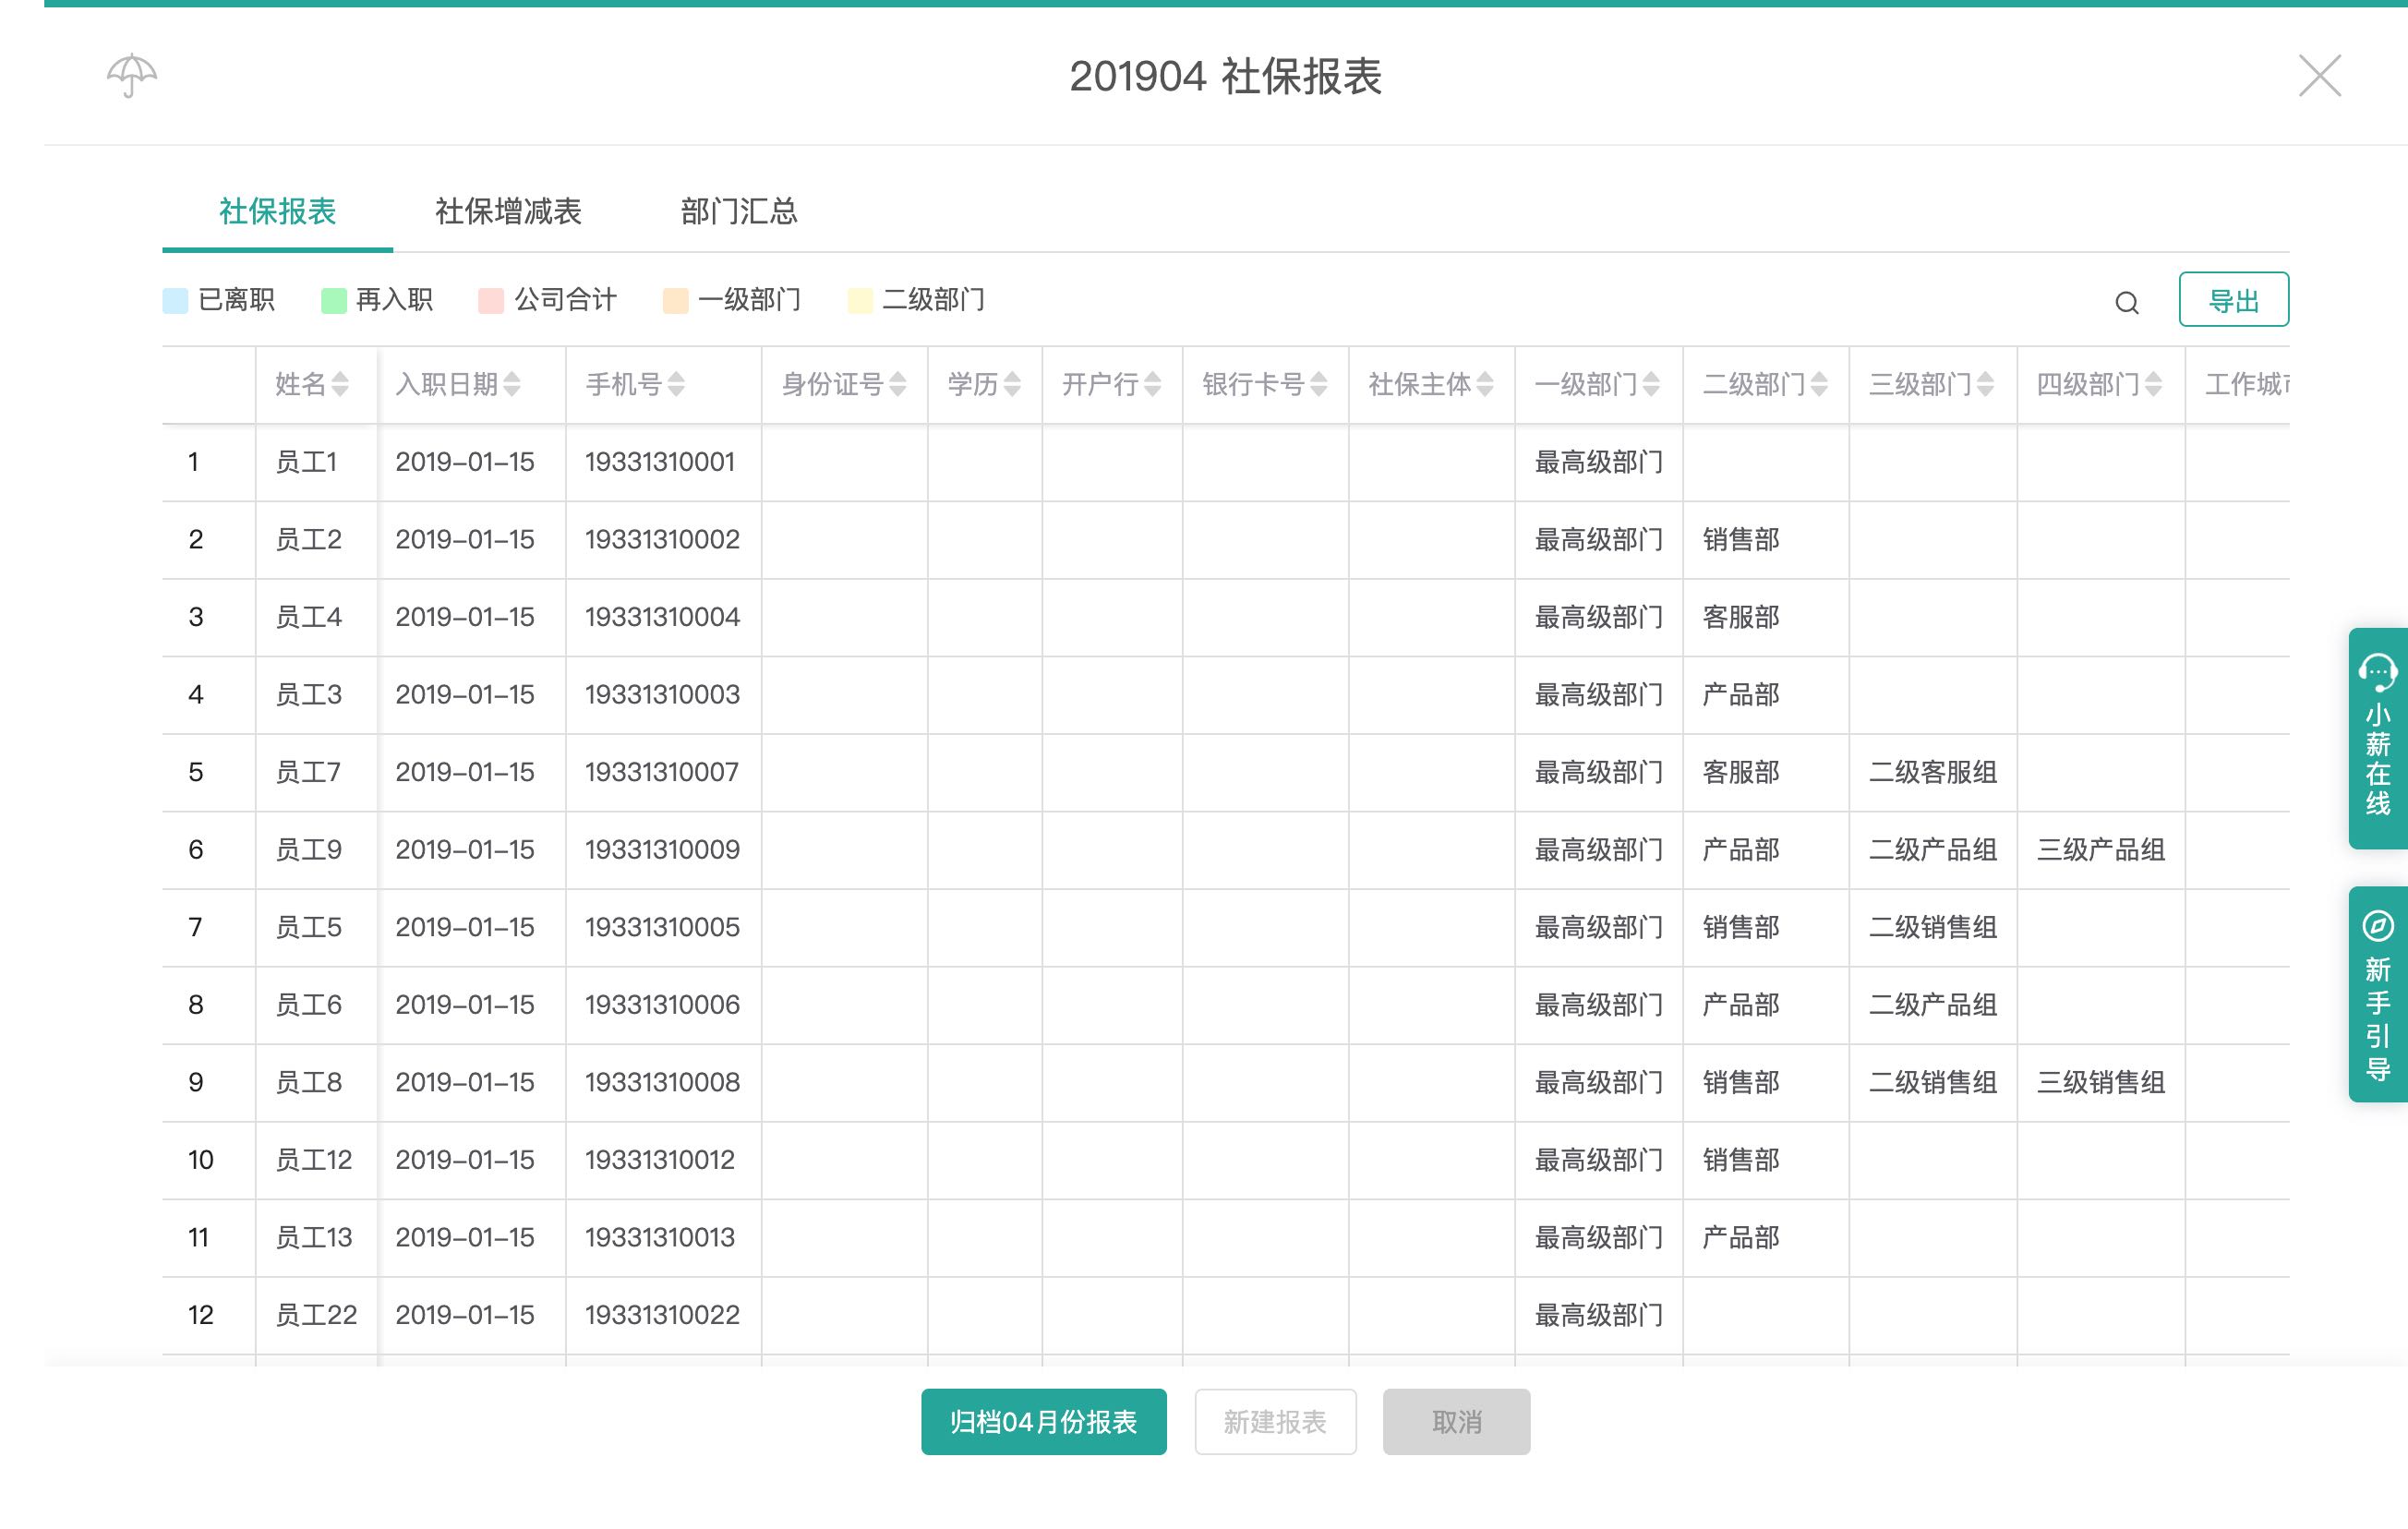 201904 社保报表
社保报表 社保增减表 部门汇总
已离职 再入职 公司合计 一级部门 二级部门 导出
姓名 入职日期 手机号 身份证号 学历 开户行 银行卡号 社保主体 一级部门 二级部门 三级部门 四级部门 工作城
1 员工1 2019-01-15 19331310001 最高级部门
2 员工2 2019-01-15 19331310002 最高级部门 销售部
3 员工4 2019-01-15 19331310004 最高级部门 客服部
4 员工3 2019-01-15 19331310003 最高级部门 产品部
5 员工7 2019-01-15 19331310007 最高级部门 客服部 二级客服组
6 员工9 2019-01-15 19331310009 最高级部门 产品部 二级产品组 三级产品组
7 员工5 2019-01-15 19331310005 最高级部门 销售部 二级销售组
8 员工6 2019-01-15 19331310006 最高级部门 产品部 二级产品组
9 员工8 2019-01-15 19331310008 最高级部门 销售部 二级销售组 三级销售组
10 员工12 2019-01-15 19331310012 最高级部门 销售部
11 员工13 2019-01-15 19331310013 最高级部门 产品部
12 员工22 2019-01-15 19331310022 最高级部门
归档04月份报表 新建报表 取消
小薪在线
新手引导